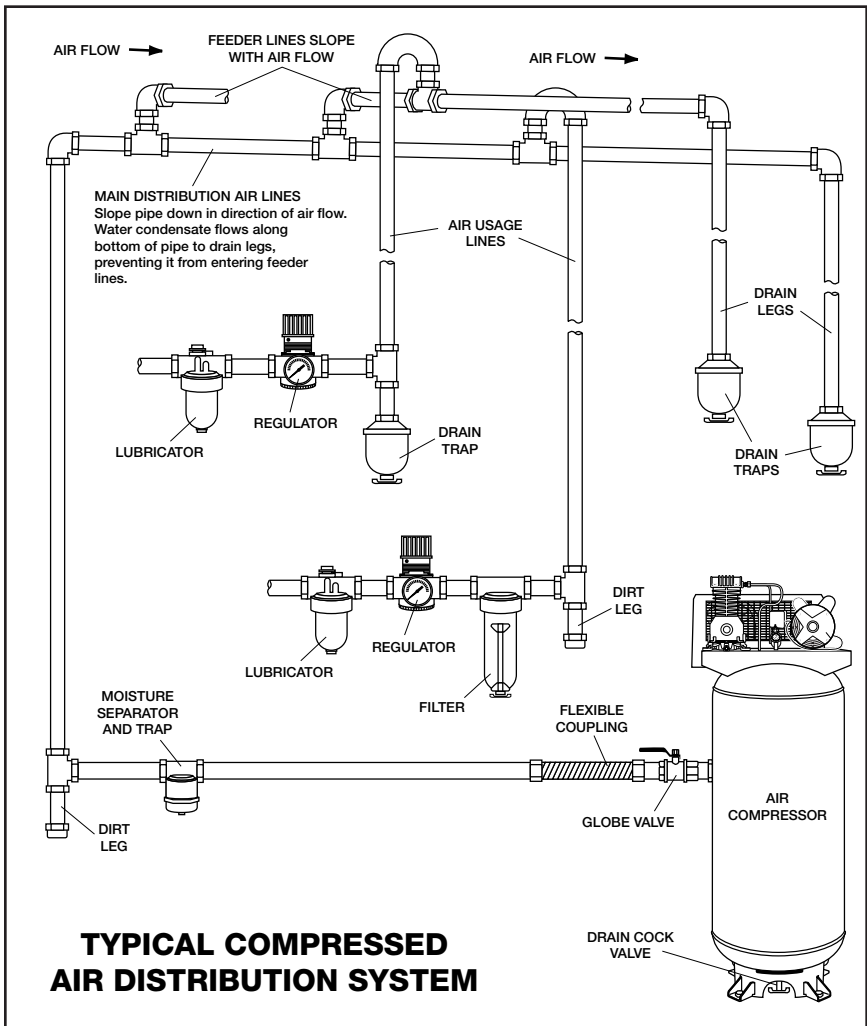 AIR FLOW
FEEDER LINES SLOPE
WITH AIR FLOW
AIR FLOW
MAIN DISTRIBUTION AIR LINES
Slope pipe down in direction of air flow.
Water condensate flows along
bottom of pipe to drain legs,
preventing it from entering feeder
lines.
AIR USAGE
LINES
DRAIN
LEGS
LUBRICATOR
REGULATOR
DRAIN
TRAP
DRAIN
TRAPS
LUBRICATOR
REGULATOR
FILTER
DIRT
LEG
MOISTURE
SEPARATOR
AND TRAP
FLEXIBLE
COUPLING
GLOBE VALVE
AIR
COMPRESSOR
DIRT
LEG
DRAIN COCK
VALVE
TYPICAL COMPRESSED
AIR DISTRIBUTION SYSTEM